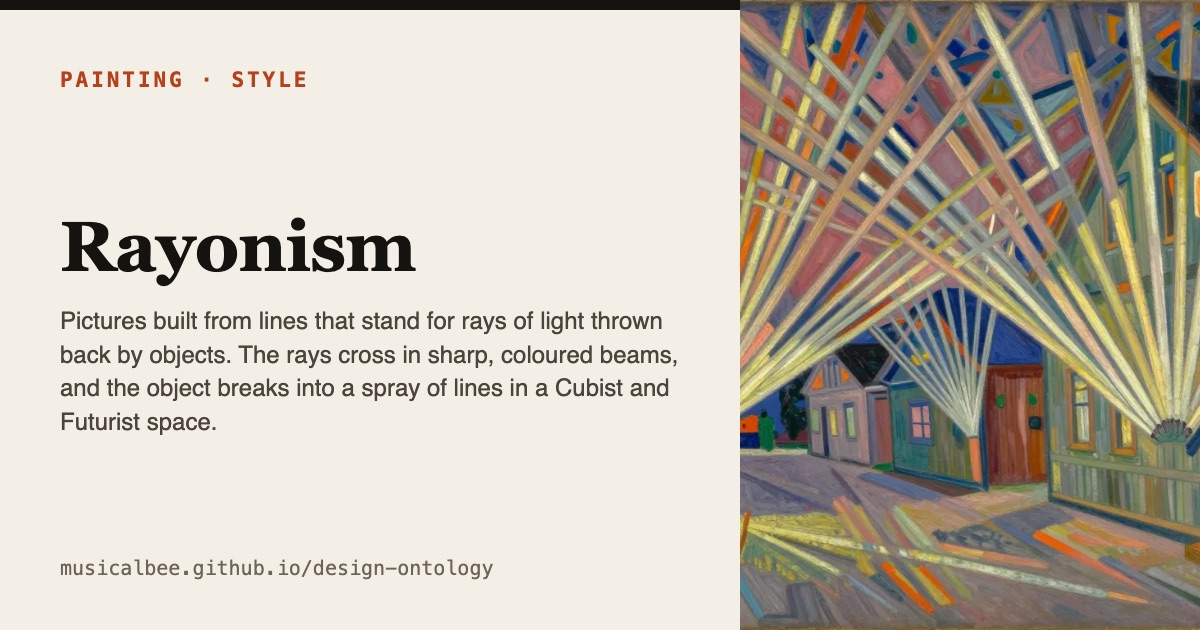 PAINTING · STYLE
Rayonism
Pictures built from lines that stand for rays of light thrown
back by objects. The rays cross in sharp, coloured beams,
and the object breaks into a spray of lines in a Cubist and
Futurist space.
musicalbee.github.io/design-ontology